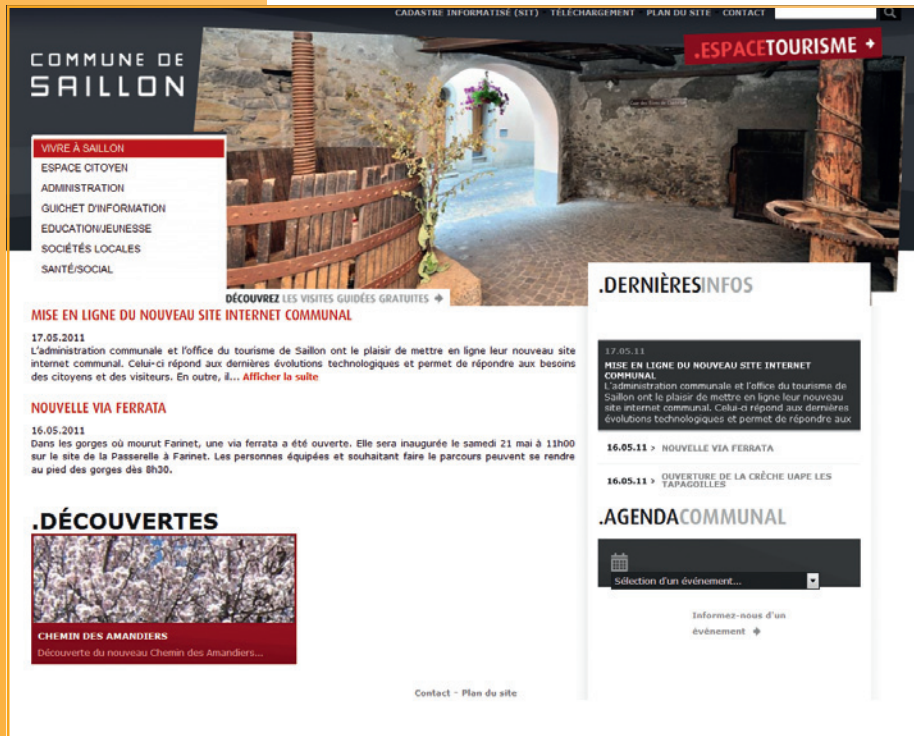 CADASTRE INFORMATISÉ (SIT) - TÉLÉCHARGEMENT - PLAN DU SITE - CONTACT
COMMUNE DE
SAILLON
.ESPACETOURISME
VIVRE À SAILLON
ESPACE CITOYEN
ADMINISTRATION
GUICHET D'INFORMATION
EDUCATION/JEUNESSE
SOCIÉTÉS LOCALES
SANTÉ/SOCIAL
DÉCOUVREZ LES VISITES GUIDÉES GRATUITES
MISE EN LIGNE DU NOUVEAU SITE INTERNET COMMUNAL
17.05.2011
L'administration communale et l'office du tourisme de Saillon ont le plaisir de mettre en ligne leur nouveau site
internet communal. Celui-ci répond aux dernières évolutions technologiques et permet de répondre aux besoins
des citoyens et des visiteurs. En outre, il... Afficher la suite
NOUVELLE VIA FERRATA
16.05.2011
Dans les gorges où mourut Farinet, une via ferrata a été ouverte. Elle sera inaugurée le samedi 21 mai à 11h00
sur le site de la Passerelle à Farinet. Les personnes équipées et souhaitant faire le parcours peuvent se rendre
au pied des gorges dès 8h30.
.DÉCOUVERTES
CHEMIN DES AMANDIERS
Découverte du nouveau Chemin des Amandiers...
.DERNIÈRESINFOS
17.05.11
MISE EN LIGNE DU NOUVEAU SITE INTERNET
COMMUNAL
L'administration communale et l'office du tourisme de
Saillon ont le plaisir de mettre en ligne leur nouveau
site internet communal. Celui-ci répond aux dernières
évolutions technologiques et permet de répondre aux
16.05.11 > NOUVELLE VIA FERRATA
16.05.11 > OUVERTURE DE LA CRÊCHE UAPE LES
TAPAGOILLES
.AGENDACOMMUNAL
Sélection d'un événement...
Informez-nous d'un
événement
Contact - Plan du site